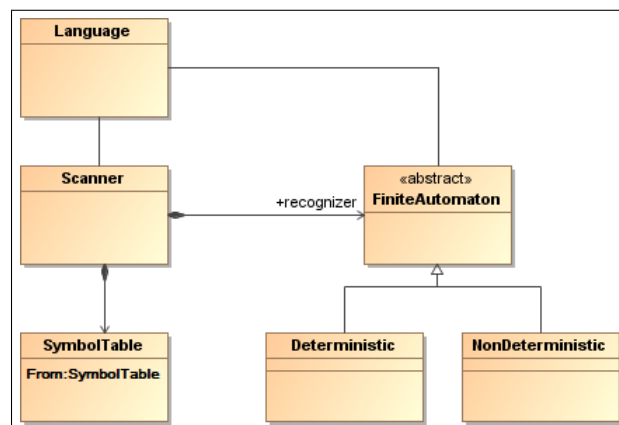 Language
Scanner
«abstract»
FiniteAutomaton
+recognizer
SymbolTable
From:SymbolTable
Deterministic
NonDeterministic